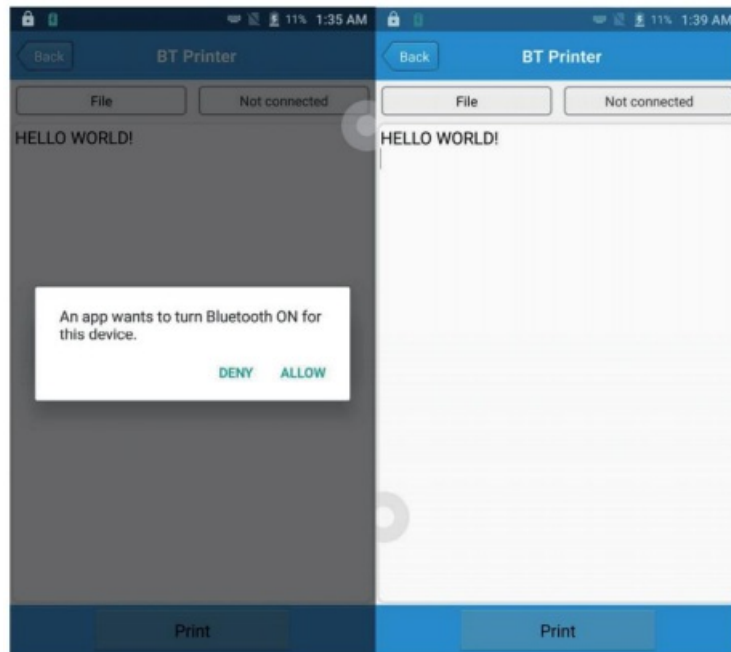 11% 1:35 AM
Back
BT Printer
File
Not connected
HELLO WORLD!
An app wants to turn Bluetooth ON for
this device.
DENY
ALLOW
Print
11% 1:39 AM
Back
BT Printer
File
Not connected
HELLO WORLD!
Print